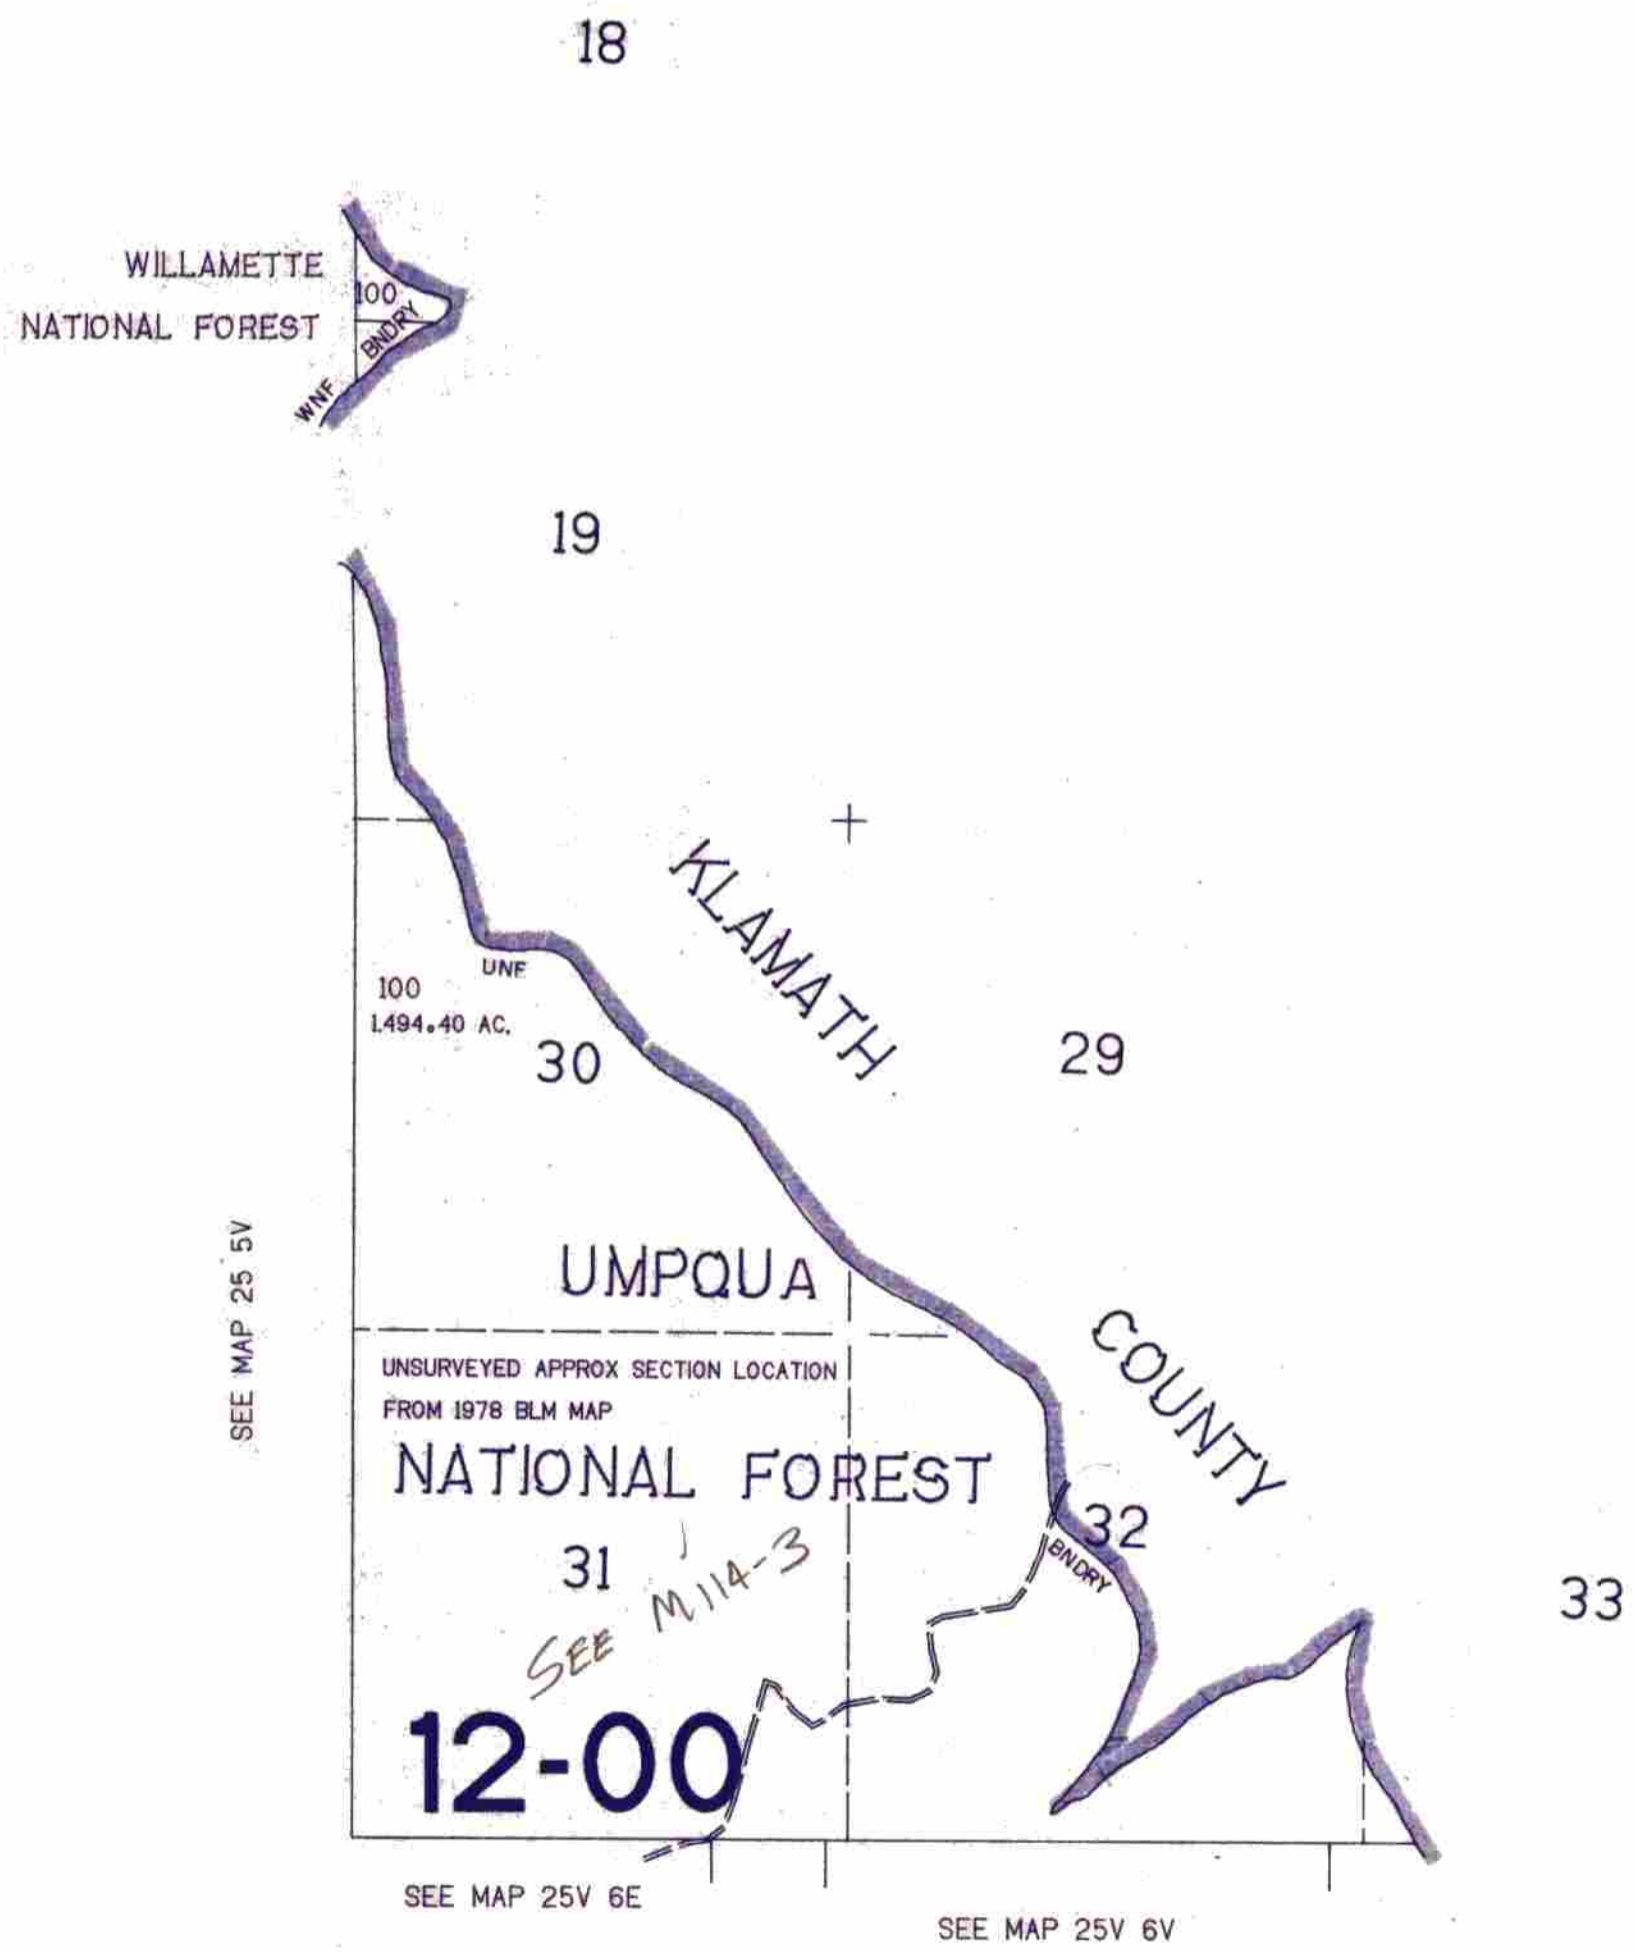 18
WILLAMETTE
NATIONAL FOREST
100
BNDRY
WNF
19
KLAMATH
UNF
100
1,494.40 AC.
30
29
UMPQUA
SEE MAP 25 5V
COUNTY
UNSURVEYED APPROX SECTION LOCATION
FROM 1978 BLM MAP
NATIONAL FOREST
32
BNDRY
31
SEE M114-3
33
12-00
SEE MAP 25V 6E
SEE MAP 25V 6V